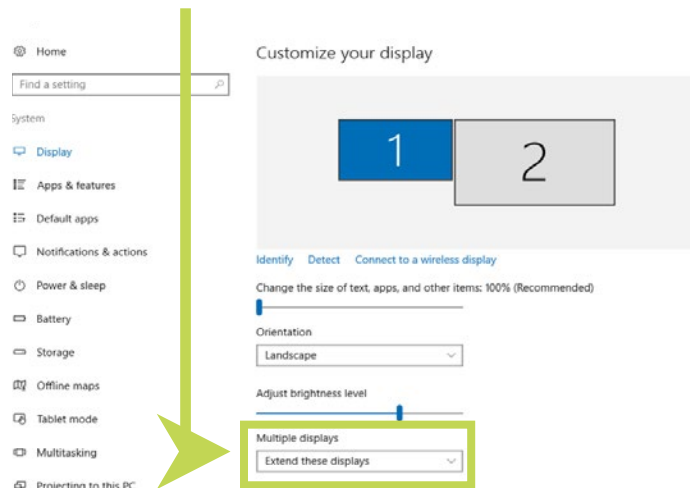 Home
Find a setting
System
Display
Apps & features
Default apps
Notifications & actions
Power & sleep
Battery
Storage
Offline maps
Tablet mode
Multitasking
Projecting to this PC
Customize your display
1
2
Identify Detect Connect to a wireless display
Change the size of text, apps, and other items: 100% (Recommended)
Orientation
Landscape
Adjust brightness level
Multiple displays
Extend these displays